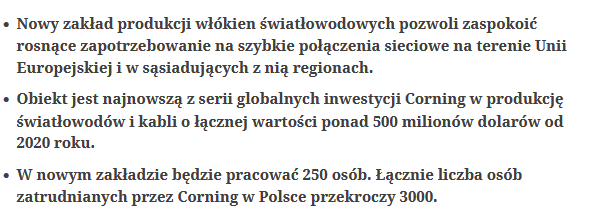 • Nowy zakład produkcji włókien światłowodowych pozwoli zaspokoić
rosnące zapotrzebowanie na szybkie połączenia sieciowe na terenie Unii
Europejskiej i w sąsiadujących z nią regionach.
• Obiekt jest najnowszą z serii globalnych inwestycji Corning w produkcję
światłowodów i kabli o łącznej wartości ponad 500 milionów dolarów od
2020 roku.
• W nowym zakładzie będzie pracować 250 osób. Łącznie liczba osób
zatrudnianych przez Corning w Polsce przekroczy 3000.